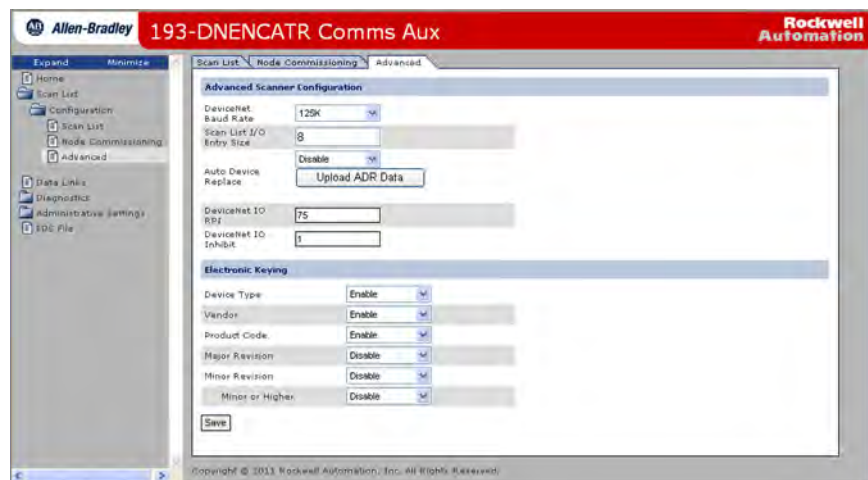 AB Allen-Bradley
193-DNENCATR Comms Aux
Rockwell
Automation
Expand Minimize
Home
Scan List
Configuration
Scan List
Node Commissioning
Advanced
Data Links
Diagnostics
Administrative Settings
EDS File
Scan List Node Commissioning Advanced
Advanced Scanner Configuration
DeviceNet
Baud Rate
125K
Scan List I/O
Entry Size
8
Disable
Auto Device
Replace
Upload ADR Data
DeviceNet IO
RPI
75
DeviceNet IO
Inhibit
1
Electronic Keying
Device Type Enable
Vendor Enable
Product Code Enable
Major Revision Disable
Minor Revision Disable
Minor or Higher Disable
Save
Copyright © 2011 Rockwell Automation, Inc. All Rights Reserved.